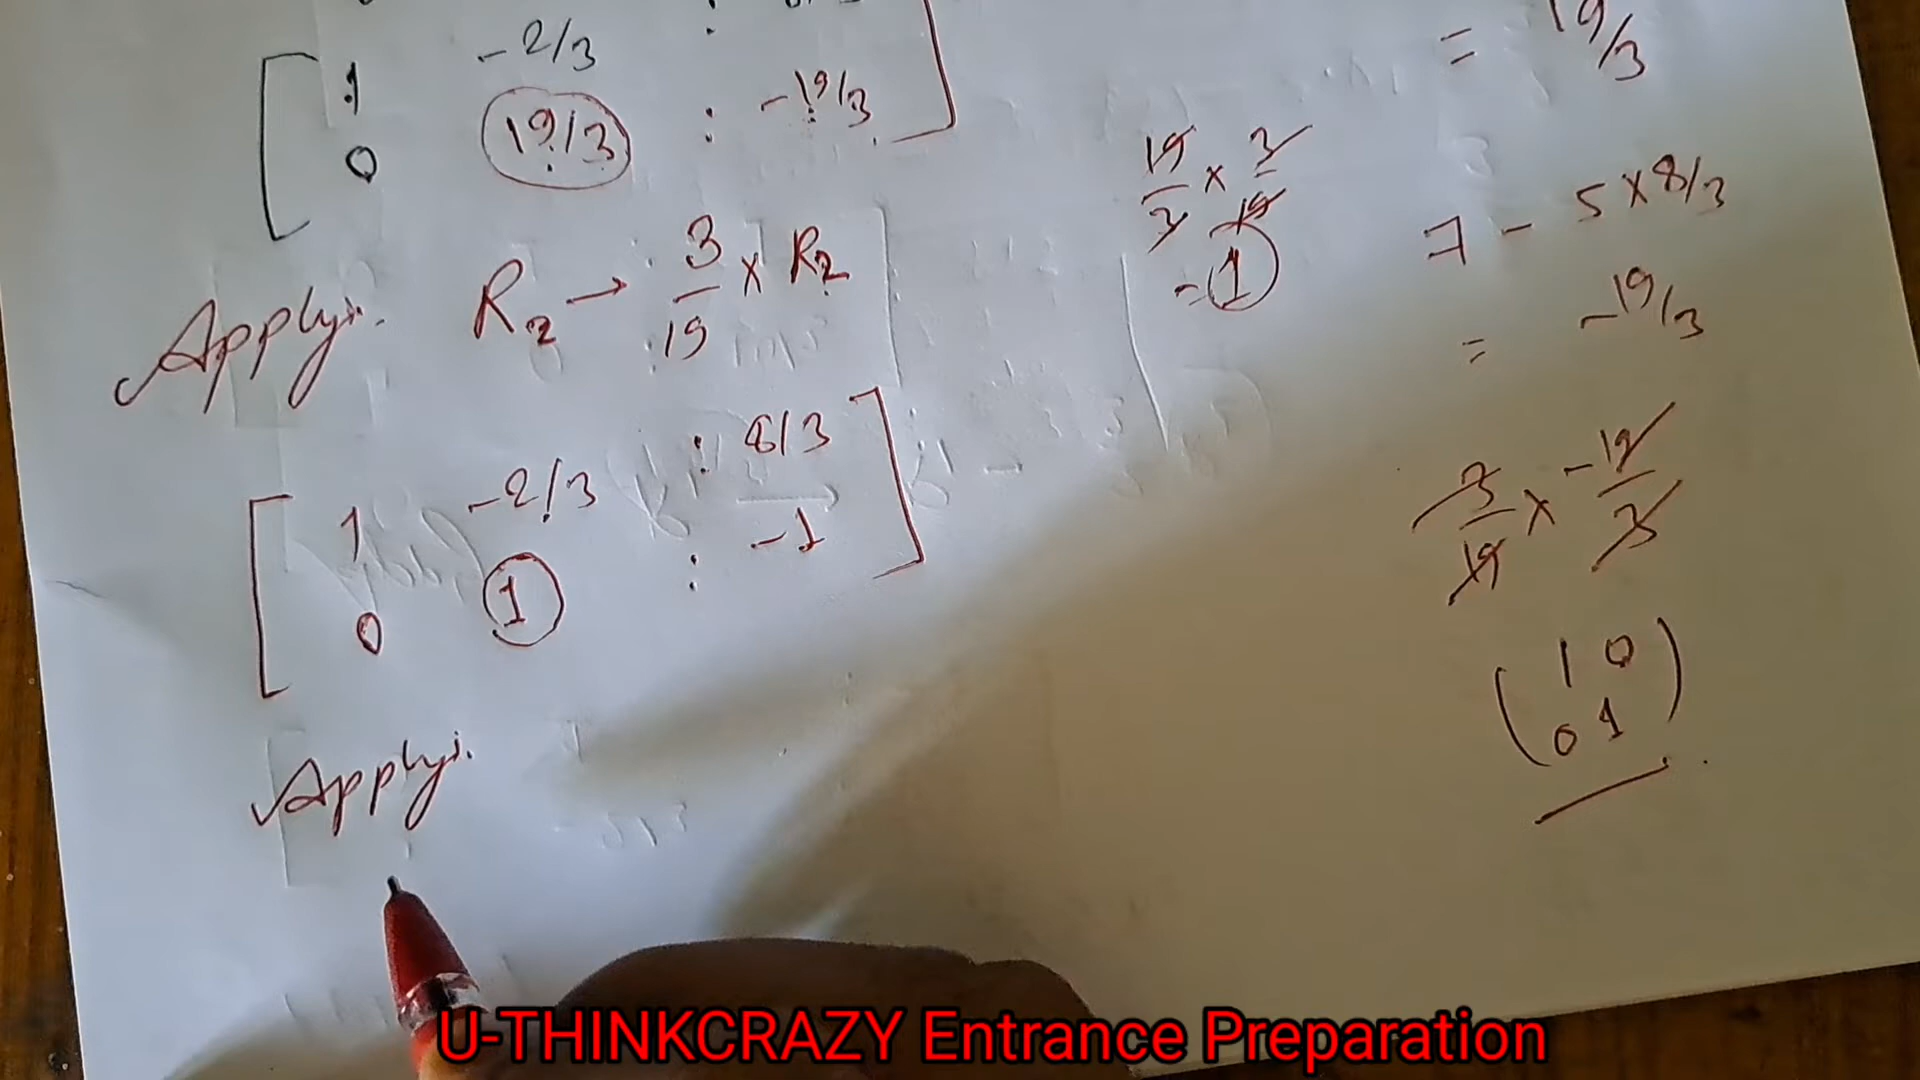 1 -2/3 :
0 19/3 : -19/3
Applyi. R2 → 3/19 x R2
1 -2/3 : 8/3
0 1 : -1
Applyi.
= 19/3
19/3 x 3/19
= 1
7 - 5 x 8/3
= -19/3
3/19 x -19/3
( 1 0
0 1 )
U-THINKCRAZY Entrance Preparation